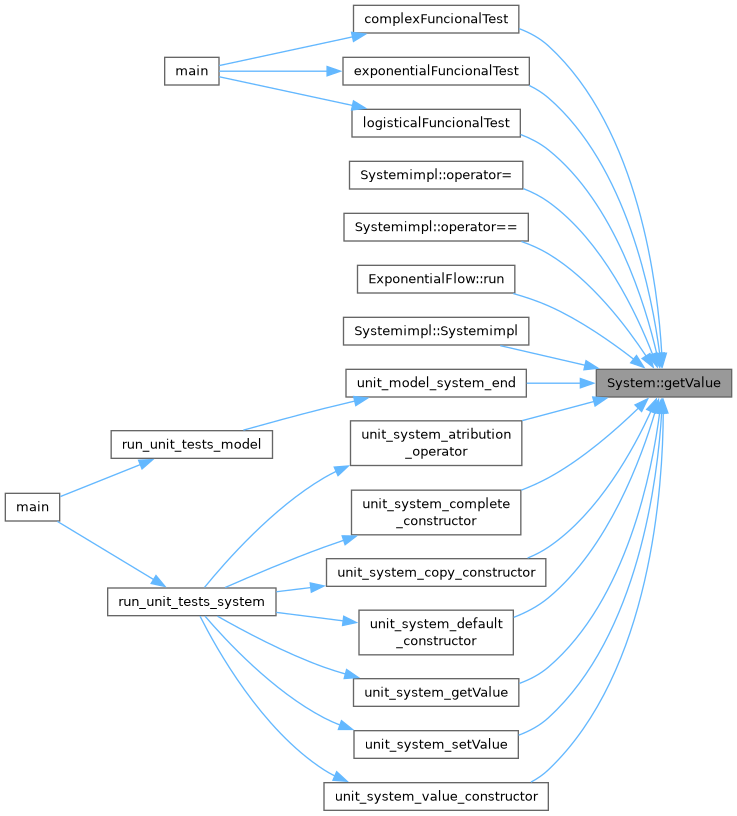 complexFuncionalTest
main
exponentialFuncionalTest
logisticalFuncionalTest
Systemimpl::operator=
Systemimpl::operator==
ExponentialFlow::run
Systemimpl::Systemimpl
System::getValue
unit_model_system_end
run_unit_tests_model
unit_system_atribution
_operator
main
unit_system_complete
_constructor
unit_system_copy_constructor
run_unit_tests_system
unit_system_default
_constructor
unit_system_getValue
unit_system_setValue
unit_system_value_constructor